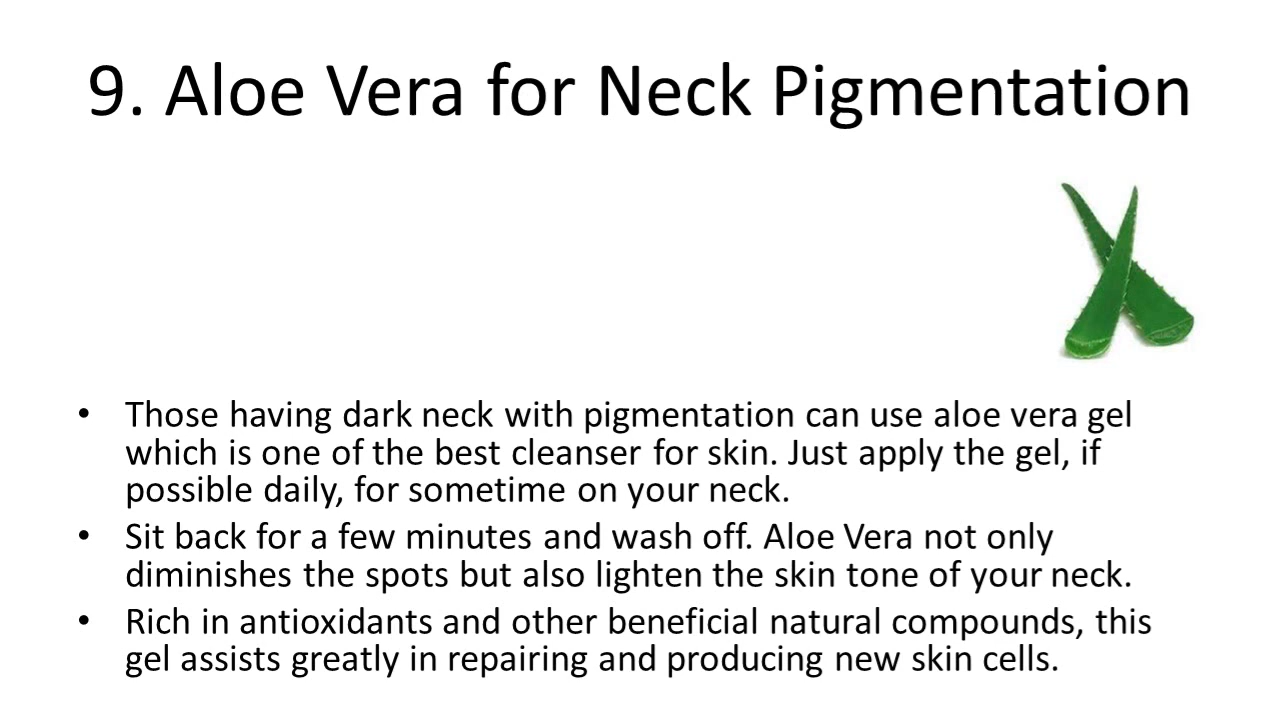 9. Aloe Vera for Neck Pigmentation
• Those having dark neck with pigmentation can use aloe vera gel
which is one of the best cleanser for skin. Just apply the gel, if
possible daily, for sometime on your neck.
• Sit back for a few minutes and wash off. Aloe Vera not only
diminishes the spots but also lighten the skin tone of your neck.
• Rich in antioxidants and other beneficial natural compounds, this
gel assists greatly in repairing and producing new skin cells.